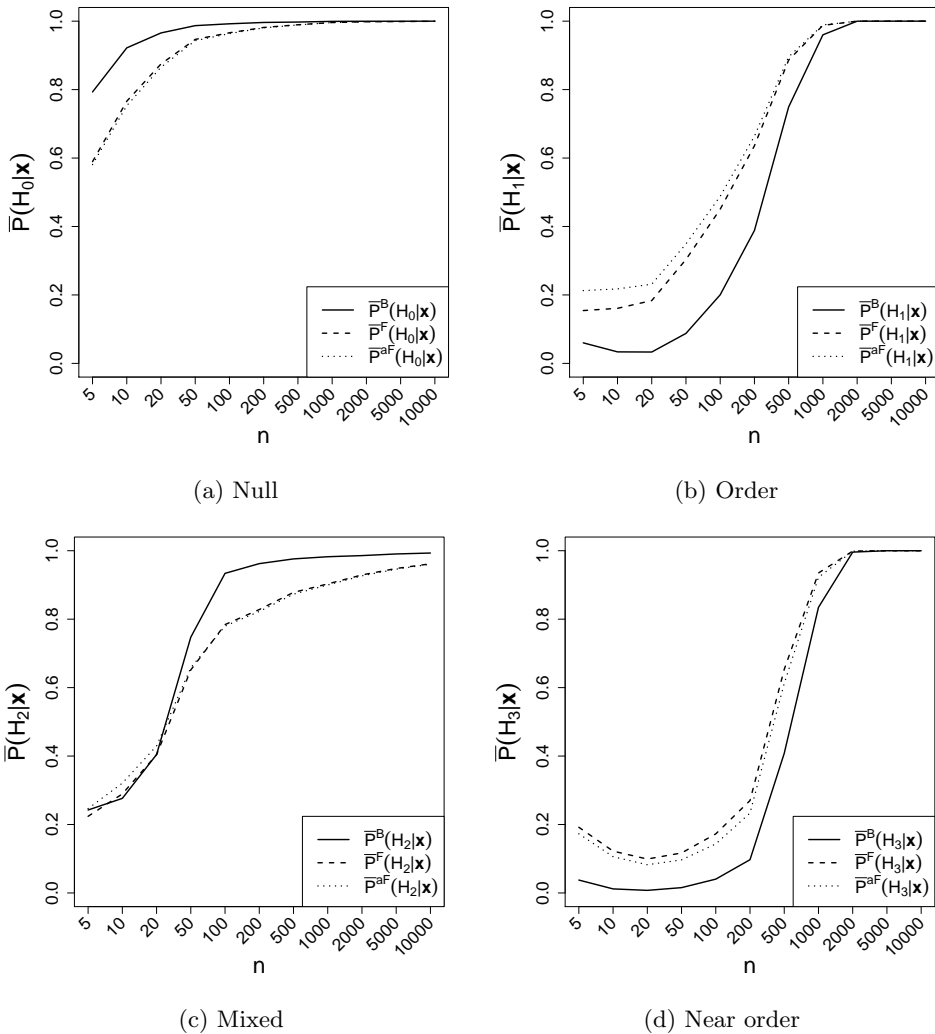 P̅(H₀|x)
1.0
0.8
0.6
0.4
0.2
0.0
P̅ᴮ(H₀|x)
P̅ᶠ(H₀|x)
P̅ᵃᶠ(H₀|x)
5 10 20 50 100 200 500 1000 2000 5000 10000
n
(a) Null
P̅(H₁|x)
1.0
0.8
0.6
0.4
0.2
0.0
P̅ᴮ(H₁|x)
P̅ᶠ(H₁|x)
P̅ᵃᶠ(H₁|x)
5 10 20 50 100 200 500 1000 2000 5000 10000
n
(b) Order
P̅(H₂|x)
1.0
0.8
0.6
0.4
0.2
0.0
P̅ᴮ(H₂|x)
P̅ᶠ(H₂|x)
P̅ᵃᶠ(H₂|x)
5 10 20 50 100 200 500 1000 2000 5000 10000
n
(c) Mixed
P̅(H₃|x)
1.0
0.8
0.6
0.4
0.2
0.0
P̅ᴮ(H₃|x)
P̅ᶠ(H₃|x)
P̅ᵃᶠ(H₃|x)
5 10 20 50 100 200 500 1000 2000 5000 10000
n
(d) Near order